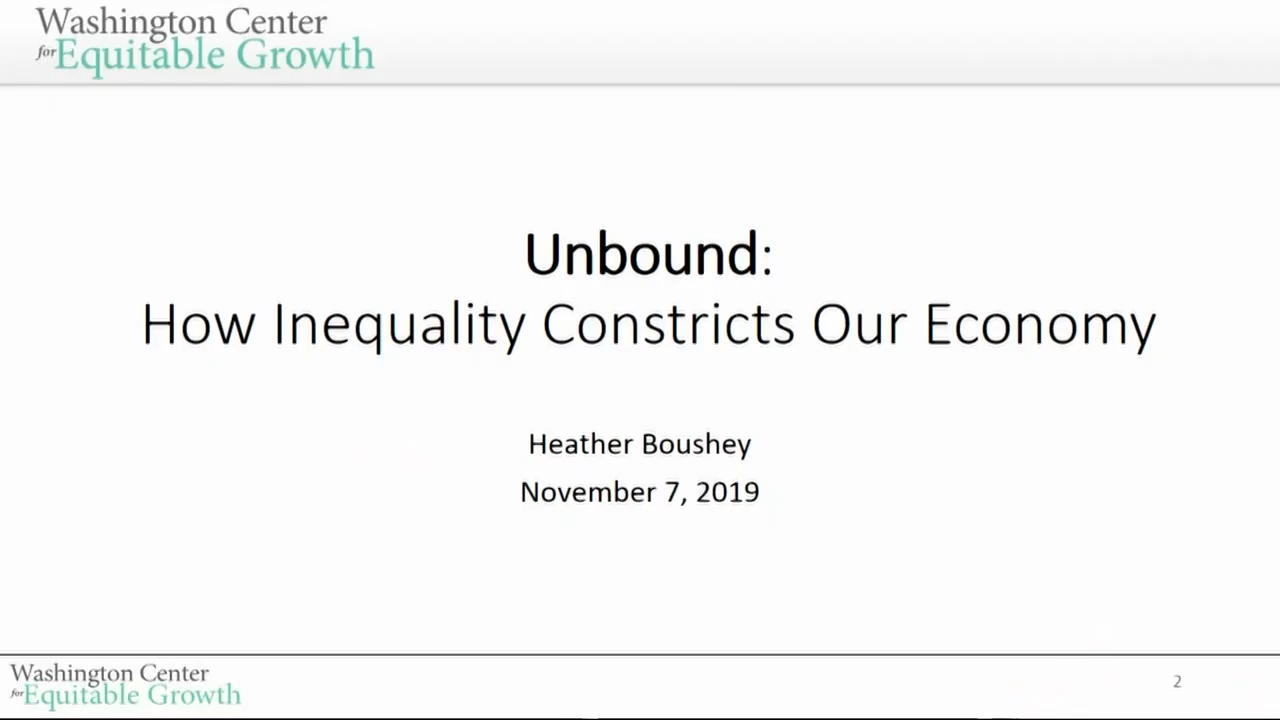 Washington Center
for Equitable Growth
Unbound:
How Inequality Constricts Our Economy
Heather Boushey
November 7, 2019
Washington Center
for Equitable Growth
2